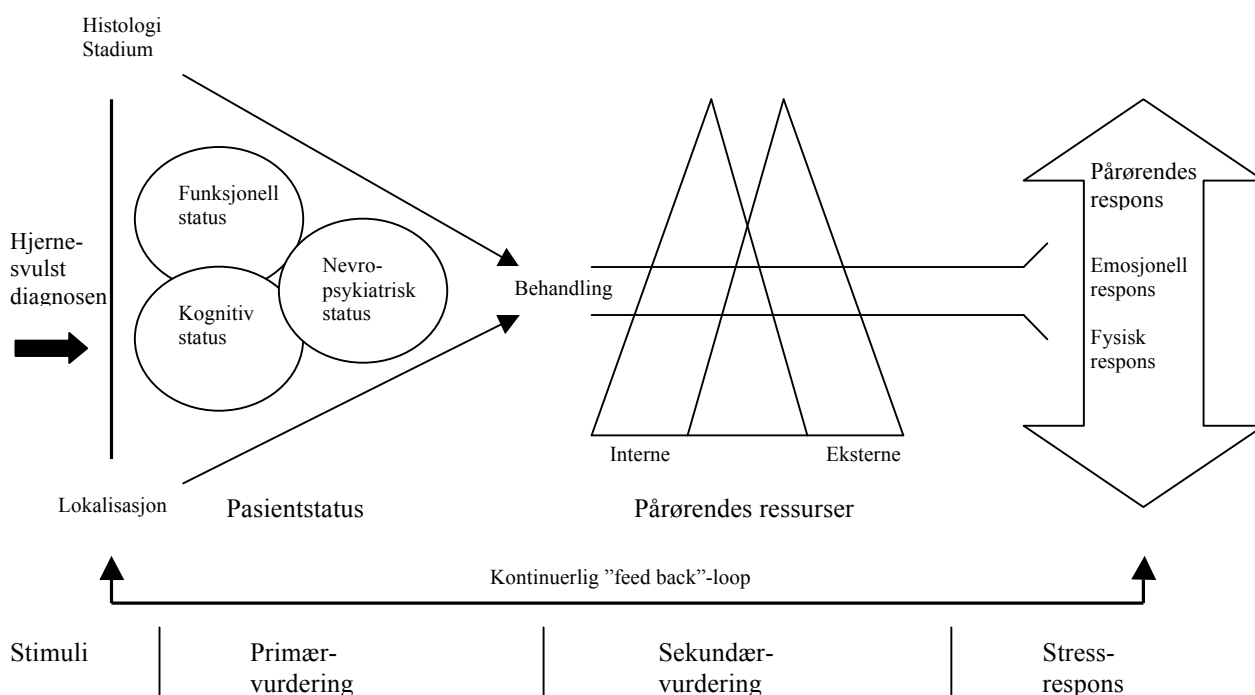 Histologi
Stadium
Funksjonell
status
Hjerne-
svulst
diagnosen
Nevro-
psykiatrisk
status
Kognitiv
status
Behandling
Pårørendes
respons
Emosjonell
respons
Fysisk
respons
Interne
Eksterne
Lokalisasjon
Pasientstatus
Pårørendes ressurser
Kontinuerlig ”feed back”-loop
Stimuli
Primær-
vurdering
Sekundær-
vurdering
Stress-
respons